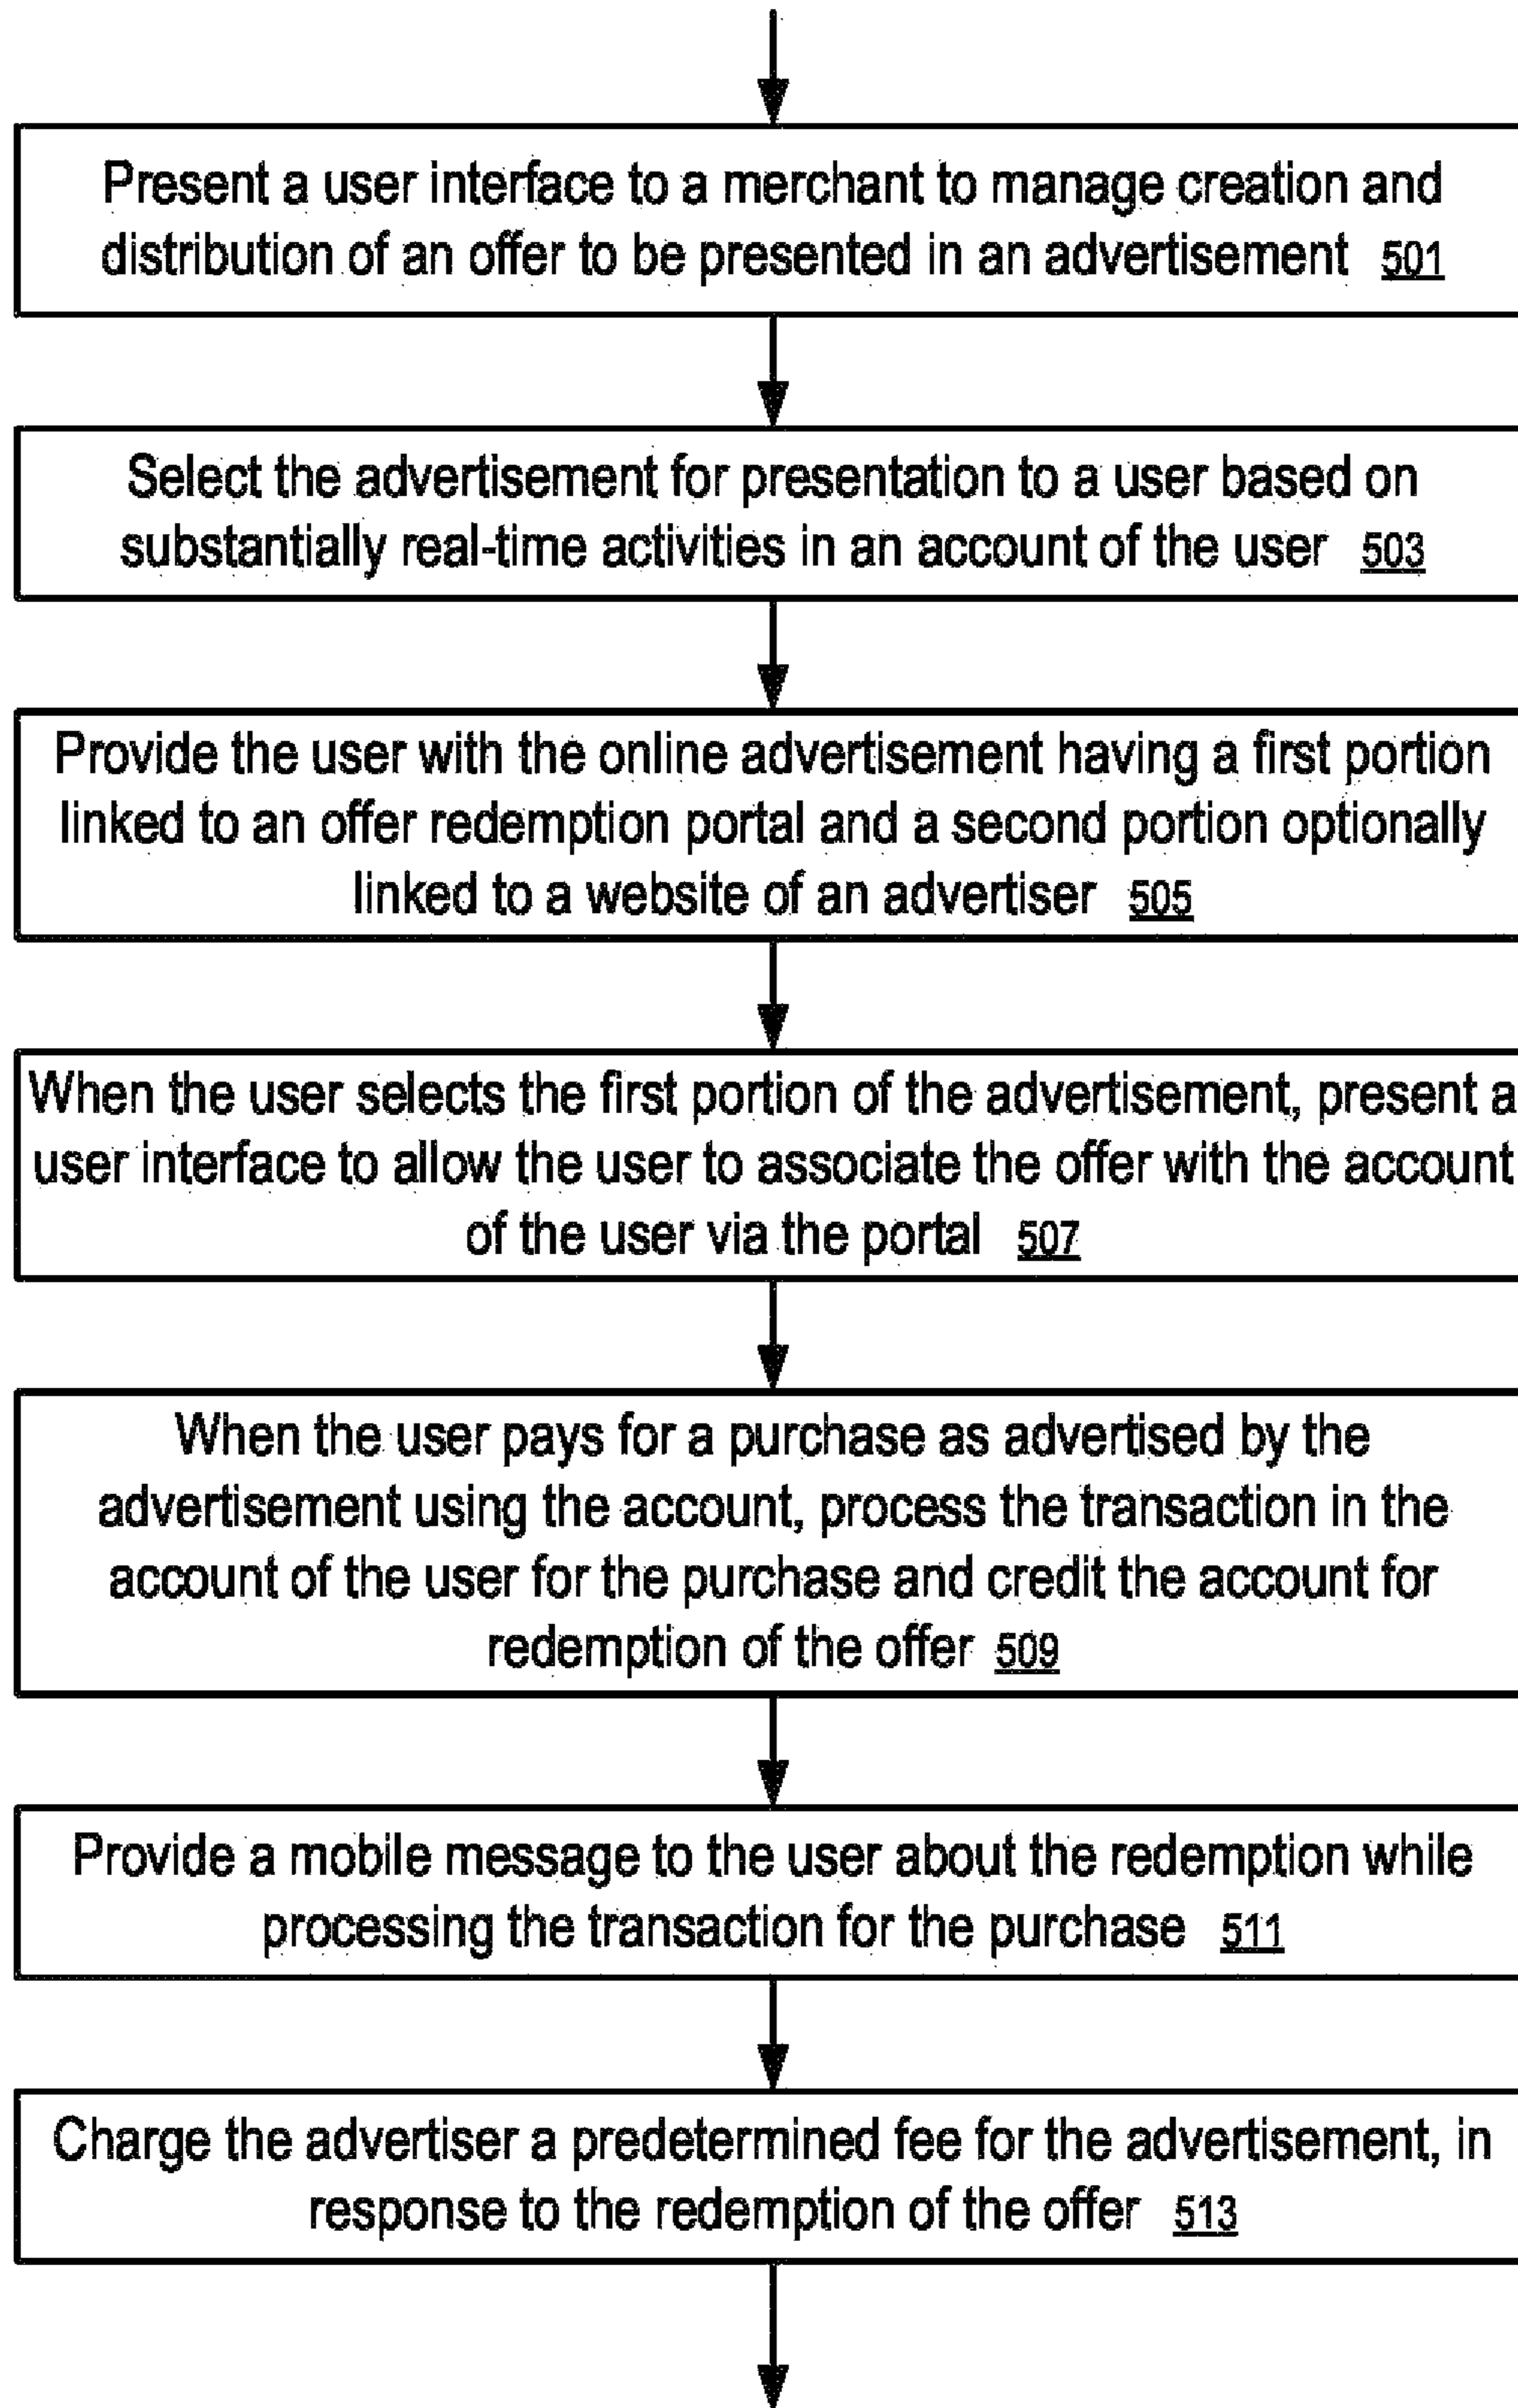 Present a user interface to a merchant to manage creation and
distribution of an offer to be presented in an advertisement 501
Select the advertisement for presentation to a user based on
substantially real-time activities in an account of the user 503
Provide the user with the online advertisement having a first portion
linked to an offer redemption portal and a second portion optionally
linked to a website of an advertiser 505
When the user selects the first portion of the advertisement, present a
user interface to allow the user to associate the offer with the account
of the user via the portal 507
When the user pays for a purchase as advertised by the
advertisement using the account, process the transaction in the
account of the user for the purchase and credit the account for
redemption of the offer 509
Provide a mobile message to the user about the redemption while
processing the transaction for the purchase 511
Charge the advertiser a predetermined fee for the advertisement, in
response to the redemption of the offer 513